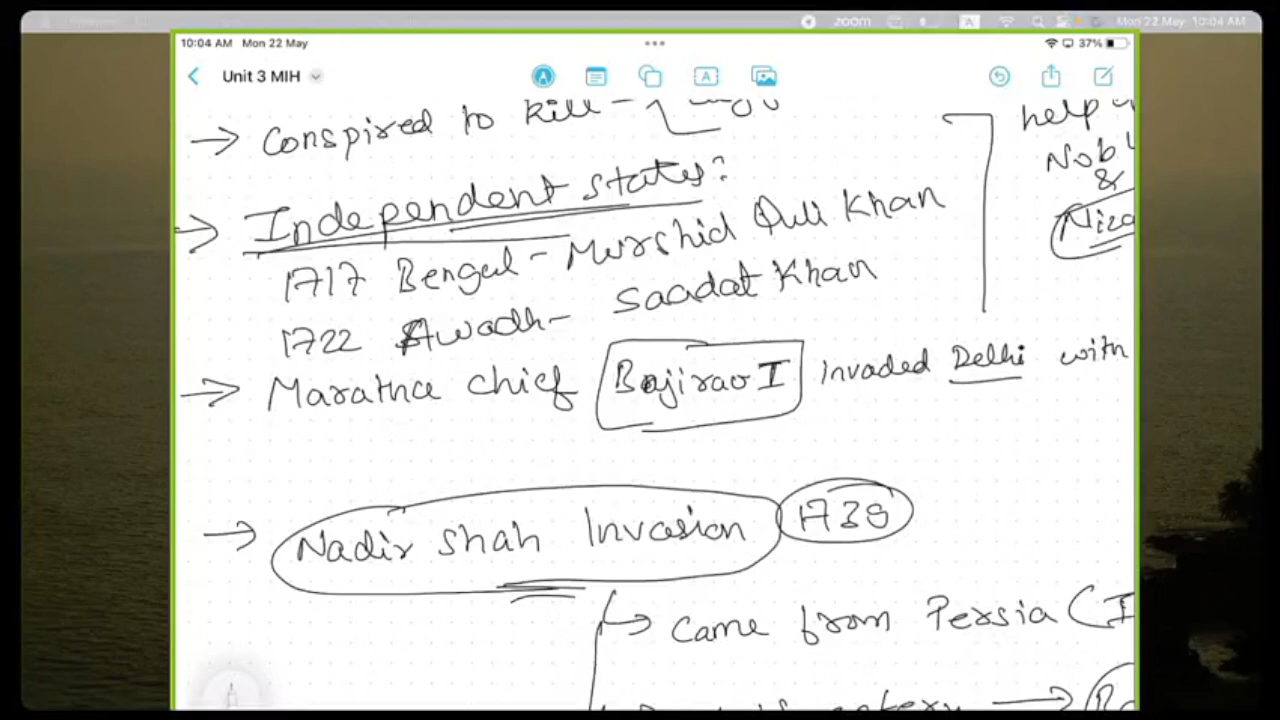 zoom
A
Mon 22 May 10:04 AM
10:04 AM Mon 22 May
37%
Unit 3 MIH
A
→ Conspired to kill -
help
Nob
&
Niza
→ Independent states:
1717 Bengal - Murshid Quli Khan
1722 Awadh - Saadat Khan
→ Maratha chief Bajirao I invaded Delhi with
→ Nadir Shah Invasion 1739
↳ Came from Persia (I